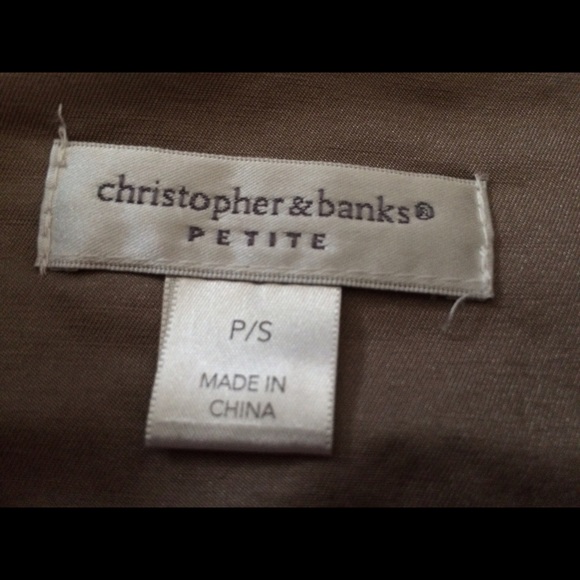 christopher & banks®
PETITE
P/S
MADE IN
CHINA